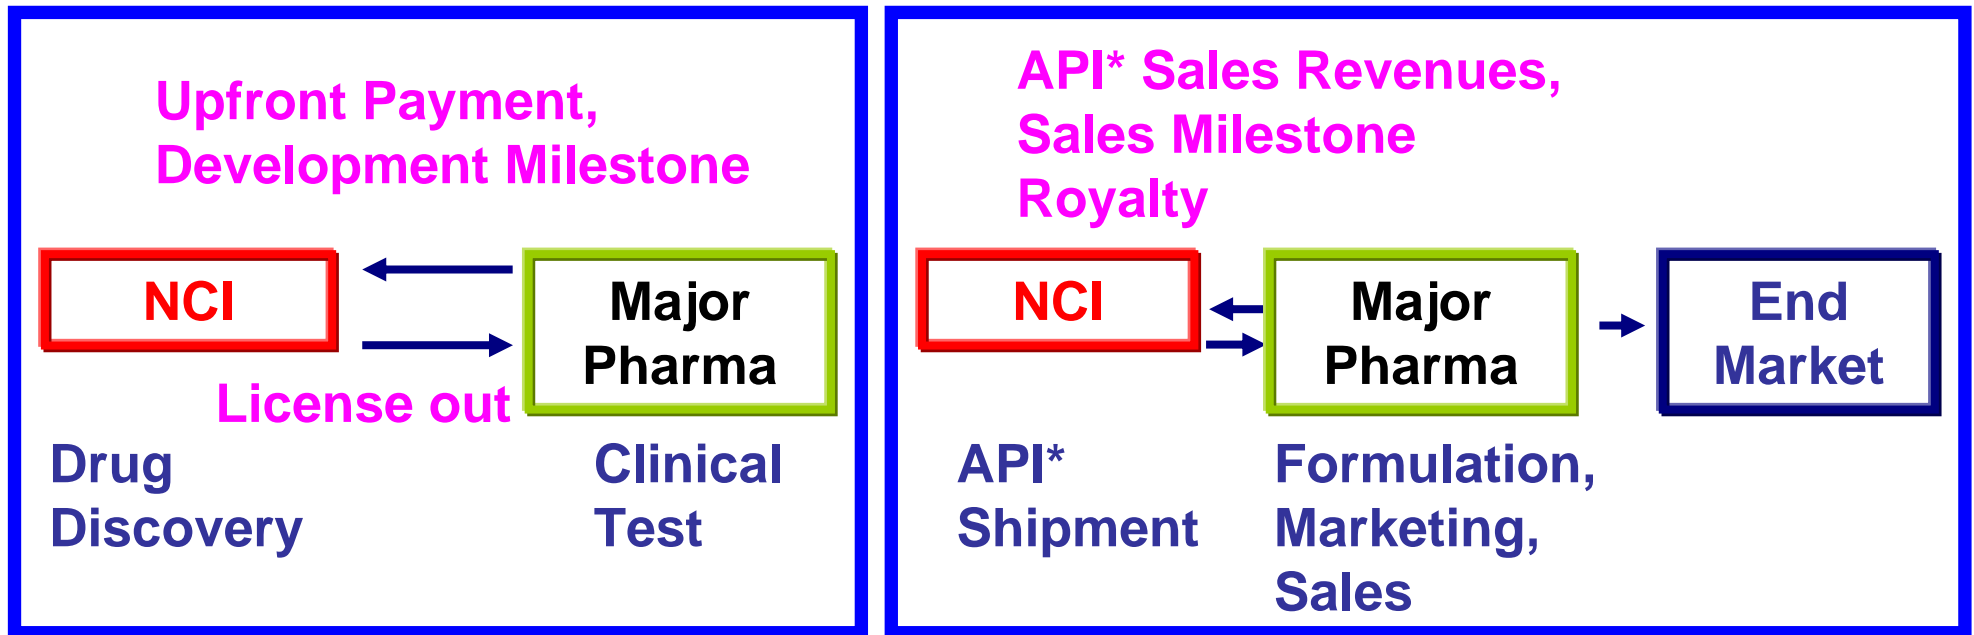 Upfront Payment,
Development Milestone
NCI
Major
Pharma
License out
Drug
Discovery
Clinical
Test
API* Sales Revenues,
Sales Milestone
Royalty
NCI
Major
Pharma
End
Market
API*
Shipment
Formulation,
Marketing,
Sales